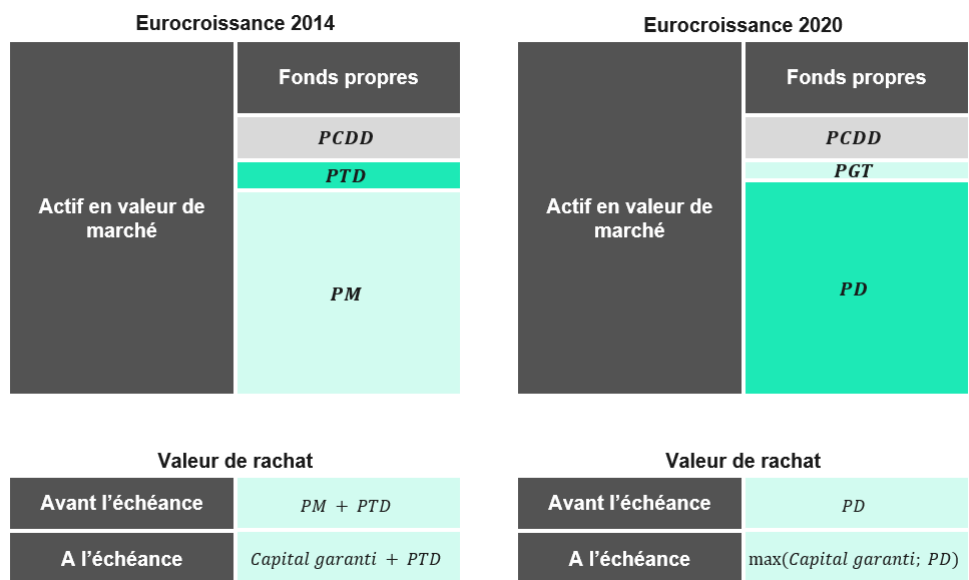 Eurocroissance 2014
Actif en valeur de
marché
Fonds propres
PCDD
PTD
PM
Valeur de rachat
Avant l'échéance
PM + PTD
A l'échéance
Capital garanti + PTD
Eurocroissance 2020
Actif en valeur de
marché
Fonds propres
PCDD
PGT
PD
Valeur de rachat
Avant l'échéance
PD
A l'échéance
max(Capital garanti; PD)